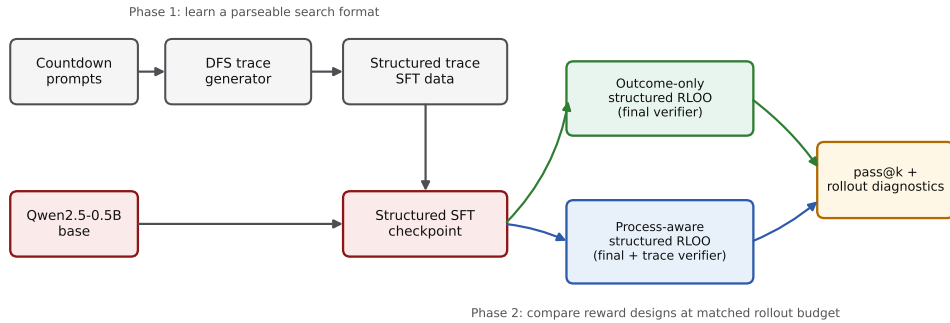 Phase 1: learn a parseable search format
Countdown
prompts
DFS trace
generator
Structured trace
SFT data
Outcome-only
structured RLOO
(final verifier)
pass@k +
rollout diagnostics
Qwen2.5-0.5B
base
Structured SFT
checkpoint
Process-aware
structured RLOO
(final + trace verifier)
Phase 2: compare reward designs at matched rollout budget